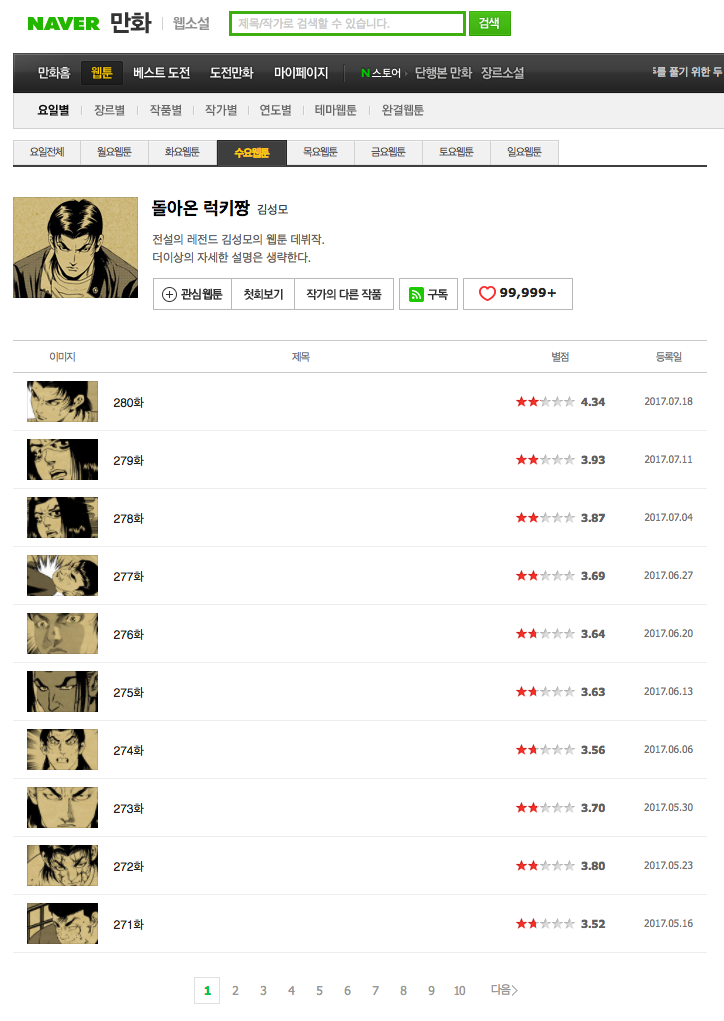 NAVER 만화 웹소설 제목/작가로 검색할 수 있습니다. 검색
만화홈 웹툰 베스트 도전 도전만화 마이페이지 N스토어 단행본 만화 장르소설 를 풀기 위한 두
요일별 장르별 작품별 작가별 연도별 테마웹툰 완결웹툰
요일전체 월요웹툰 화요웹툰 수요웹툰 목요웹툰 금요웹툰 토요웹툰 일요웹툰
돌아온 럭키짱 김성모
전설의 레전드 김성모의 웹툰 데뷔작.
더이상의 자세한 설명은 생략한다.
관심웹툰 첫회보기 작가의 다른 작품 구독 99,999+
이미지 제목 별점 등록일
280화 4.34 2017.07.18
279화 3.93 2017.07.11
278화 3.87 2017.07.04
277화 3.69 2017.06.27
276화 3.64 2017.06.20
275화 3.63 2017.06.13
274화 3.56 2017.06.06
273화 3.70 2017.05.30
272화 3.80 2017.05.23
271화 3.52 2017.05.16
1 2 3 4 5 6 7 8 9 10 다음